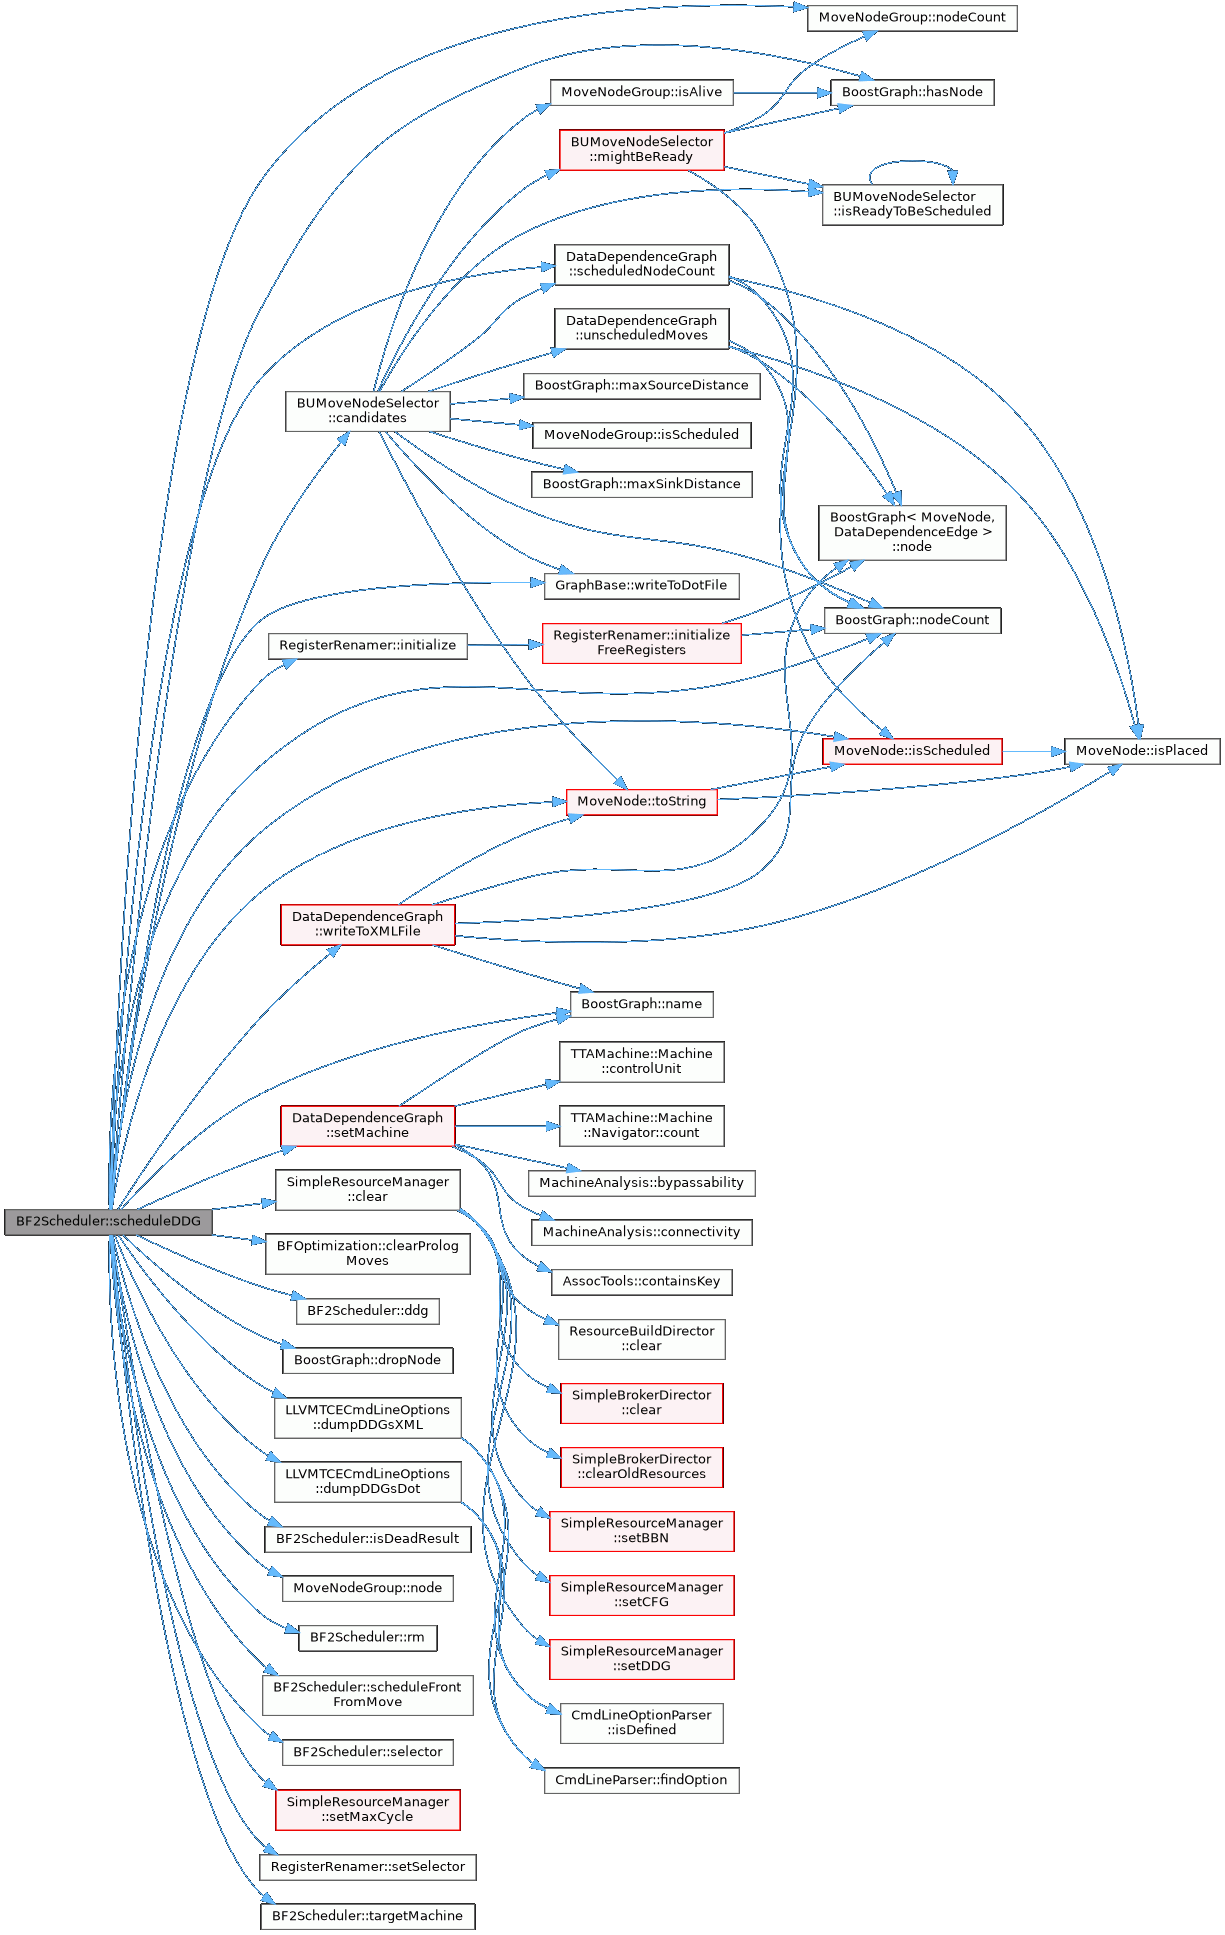 MoveNodeGroup::nodeCount
MoveNodeGroup::isAlive
BoostGraph::hasNode
BUMoveNodeSelector
::mightBeReady
BUMoveNodeSelector
::isReadyToBeScheduled
DataDependenceGraph
::scheduledNodeCount
DataDependenceGraph
::unscheduledMoves
BoostGraph::maxSourceDistance
BUMoveNodeSelector
::candidates
MoveNodeGroup::isScheduled
BoostGraph::maxSinkDistance
BoostGraph< MoveNode,
DataDependenceEdge >
::node
GraphBase::writeToDotFile
BoostGraph::nodeCount
RegisterRenamer::initialize
RegisterRenamer::initialize
FreeRegisters
MoveNode::isScheduled
MoveNode::isPlaced
MoveNode::toString
DataDependenceGraph
::writeToXMLFile
BoostGraph::name
TTAMachine::Machine
::controlUnit
DataDependenceGraph
::setMachine
TTAMachine::Machine
::Navigator::count
SimpleResourceManager
::clear
MachineAnalysis::bypassability
BF2Scheduler::scheduleDDG
MachineAnalysis::connectivity
BFOptimization::clearProlog
Moves
AssocTools::containsKey
BF2Scheduler::ddg
ResourceBuildDirector
::clear
BoostGraph::dropNode
SimpleBrokerDirector
::clear
LLVMTCECmdLineOptions
::dumpDDGsXML
SimpleBrokerDirector
::clearOldResources
LLVMTCECmdLineOptions
::dumpDDGsDot
SimpleResourceManager
::setBBN
BF2Scheduler::isDeadResult
MoveNodeGroup::node
SimpleResourceManager
::setCFG
BF2Scheduler::rm
SimpleResourceManager
::setDDG
BF2Scheduler::scheduleFront
FromMove
CmdLineOptionParser
::isDefined
BF2Scheduler::selector
CmdLineParser::findOption
SimpleResourceManager
::setMaxCycle
RegisterRenamer::setSelector
BF2Scheduler::targetMachine